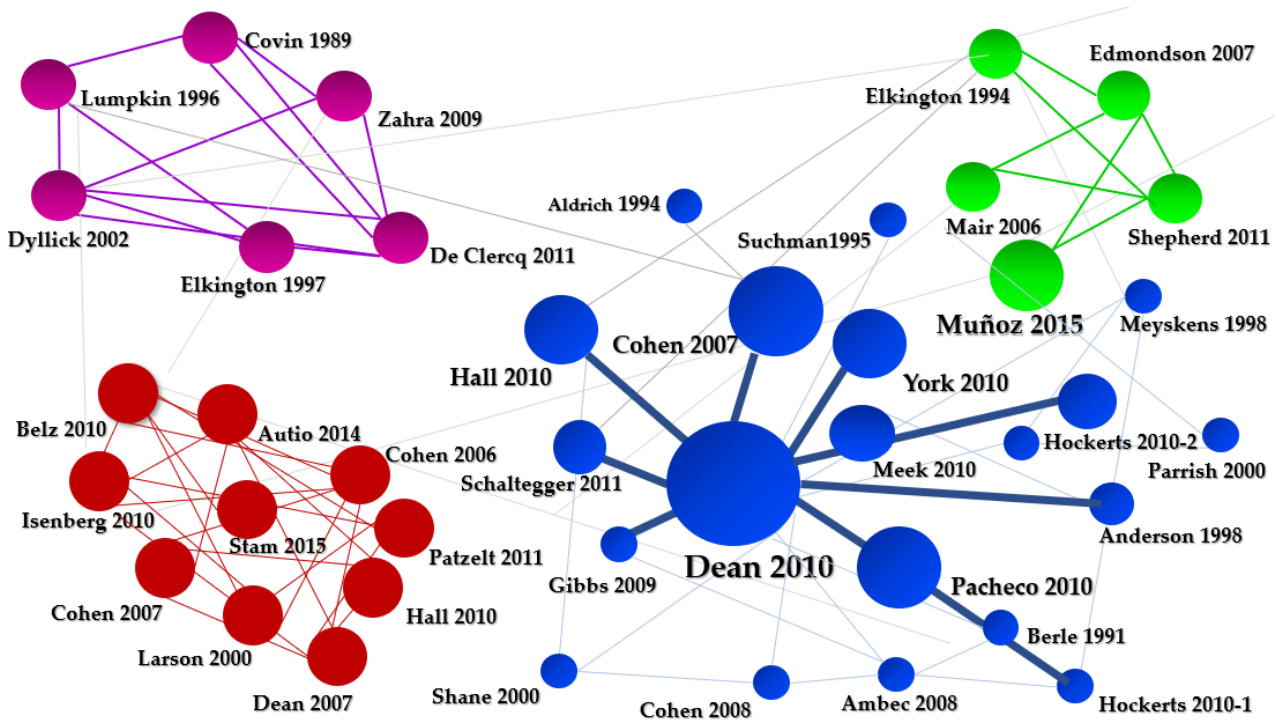 Covin 1989
Lumpkin 1996
Zahra 2009
Dyllick 2002
De Clercq 2011
Elkington 1997
Edmondson 2007
Elkington 1994
Mair 2006
Shepherd 2011
Muñoz 2015
Aldrich 1994
Suchman1995
Meyskens 1998
Cohen 2007
Hall 2010
York 2010
Hockerts 2010-2
Parrish 2000
Meek 2010
Schaltegger 2011
Anderson 1998
Dean 2010
Gibbs 2009
Pacheco 2010
Berle 1991
Shane 2000
Cohen 2008
Ambec 2008
Hockerts 2010-1
Belz 2010
Autio 2014
Cohen 2006
Isenberg 2010
Stam 2015
Patzelt 2011
Cohen 2007
Hall 2010
Larson 2000
Dean 2007